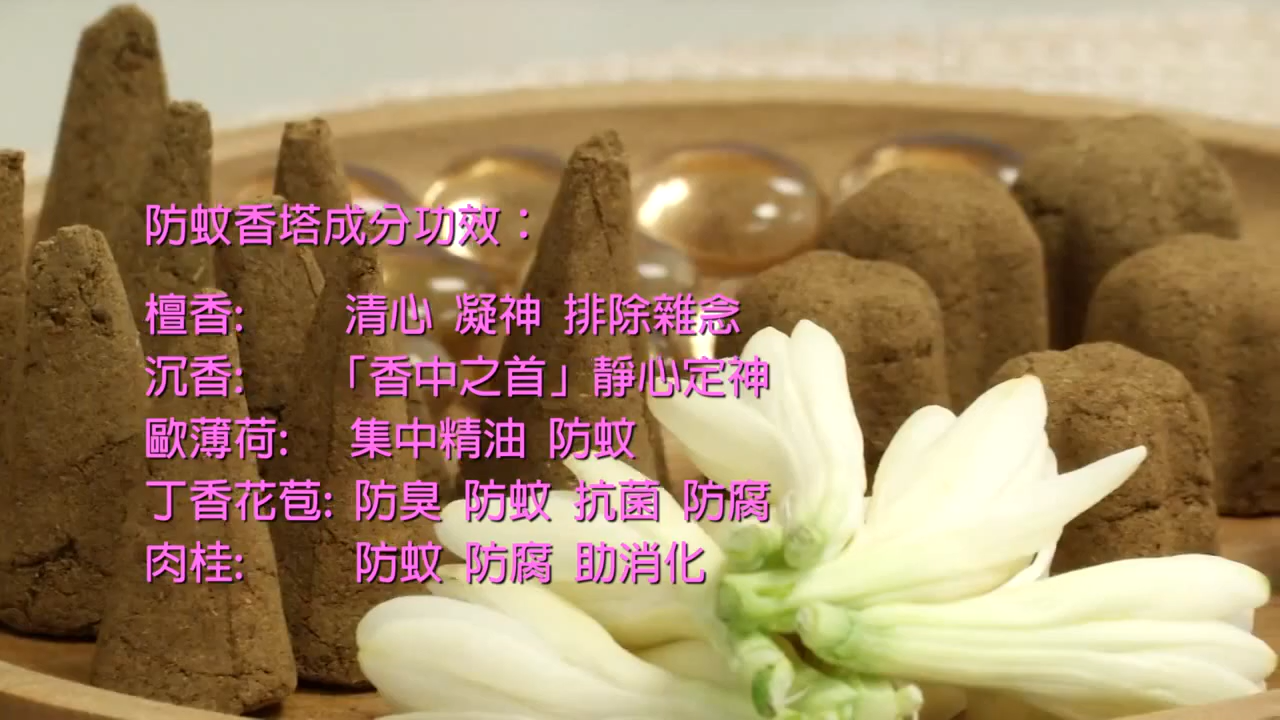 防蚊香塔成分功效：
檀香: 清心 凝神 排除雜念
沉香: 「香中之首」靜心定神
歐薄荷: 集中精油 防蚊
丁香花苞: 防臭 防蚊 抗菌 防腐
肉桂: 防蚊 防腐 助消化